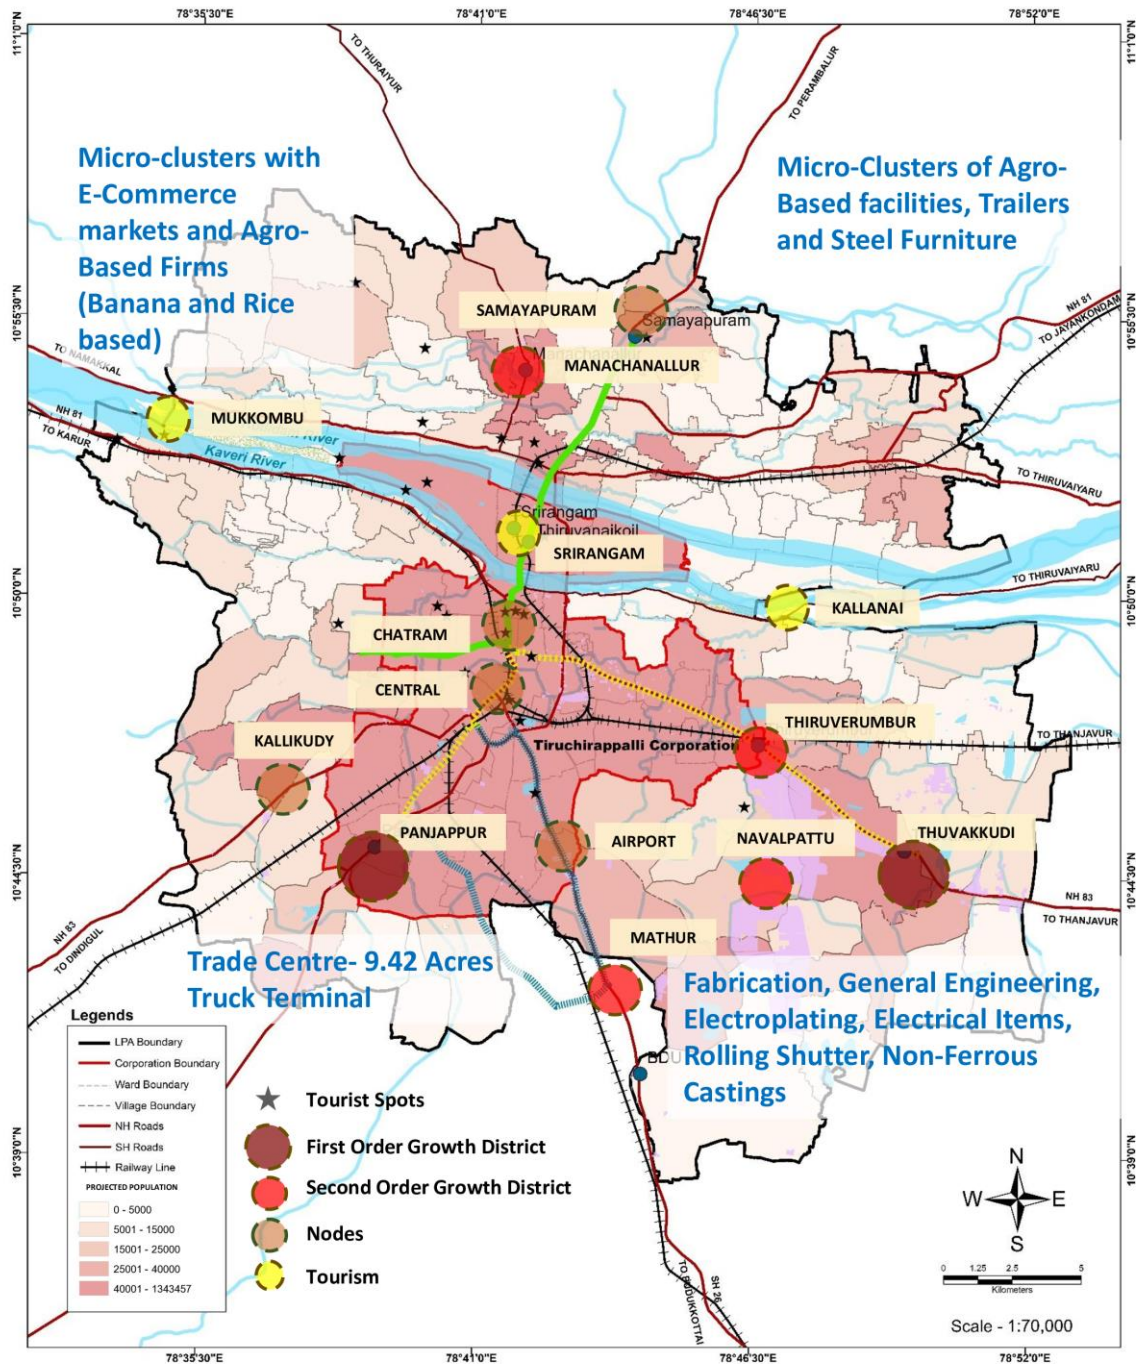 78°35'30"E
78°41'0"E
78°46'30"E
78°52'0"E
11°1'0"N
11°1'0"N
TO THURAIYUR
TO PERAMBALUR
Micro-clusters with
E-Commerce
markets and Agro-
Based Firms
(Banana and Rice
based)
Micro-Clusters of Agro-
Based facilities, Trailers
and Steel Furniture
10°55'30"N
10°55'30"N
NH 81
TO JAYANKONDAM
SAMAYAPURAM
Samayapuram
MANACHANALLUR
TO NAMAKKAL
NH 81
TO KARUR
MUKKOMBU
River
Kaveri River
TO THIRUVAIYARU
Srirangam
Thiruvanaikoil
SRIRANGAM
10°50'0"N
10°50'0"N
TO THIRUVAIYARU
KALLANAI
CHATRAM
CENTRAL
KALLIKUDY
THIRUVERUMBUR
Tiruchirappalli Corporation
TO THANJAVUR
PANJAPPUR
AIRPORT
NAVALPATTU
THUVAKKUDI
10°44'30"N
10°44'30"N
NH 83
TO THANJAVUR
NH 83
TO DINDIGUL
MATHUR
Trade Centre- 9.42 Acres
Truck Terminal
Fabrication, General Engineering,
Electroplating, Electrical Items,
Rolling Shutter, Non-Ferrous
Castings
BDU
Legends
LPA Boundary
Corporation Boundary
Ward Boundary
Village Boundary
NH Roads
SH Roads
Railway Line
PROJECTED POPULATION
0 - 5000
5001 - 15000
15001 - 25000
25001 - 40000
40001 - 1343457
Tourist Spots
First Order Growth District
Second Order Growth District
Nodes
Tourism
10°39'0"N
10°39'0"N
TO PUDUKKOTTAI
SH 26
N
W E
S
0 1.25 2.5 5
Kilometers
Scale - 1:70,000
78°35'30"E
78°41'0"E
78°46'30"E
78°52'0"E